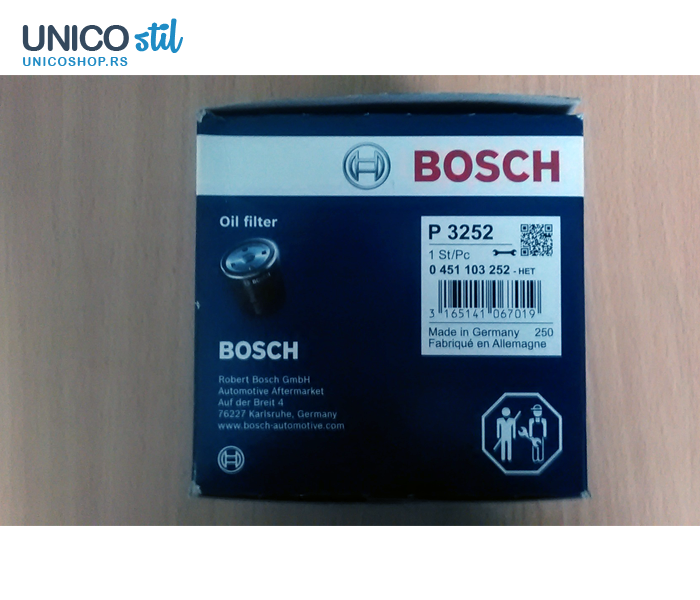 UNICO stil
UNICOSHOP.RS
BOSCH
Oil filter
BOSCH
Robert Bosch GmbH
Automotive Aftermarket
Auf der Breit 4
76227 Karlsruhe, Germany
www.bosch-automotive.com
P 3252
1 St/Pc
0 451 103 252 - HET
3 165141 067019
Made in Germany 250
Fabriqué en Allemagne